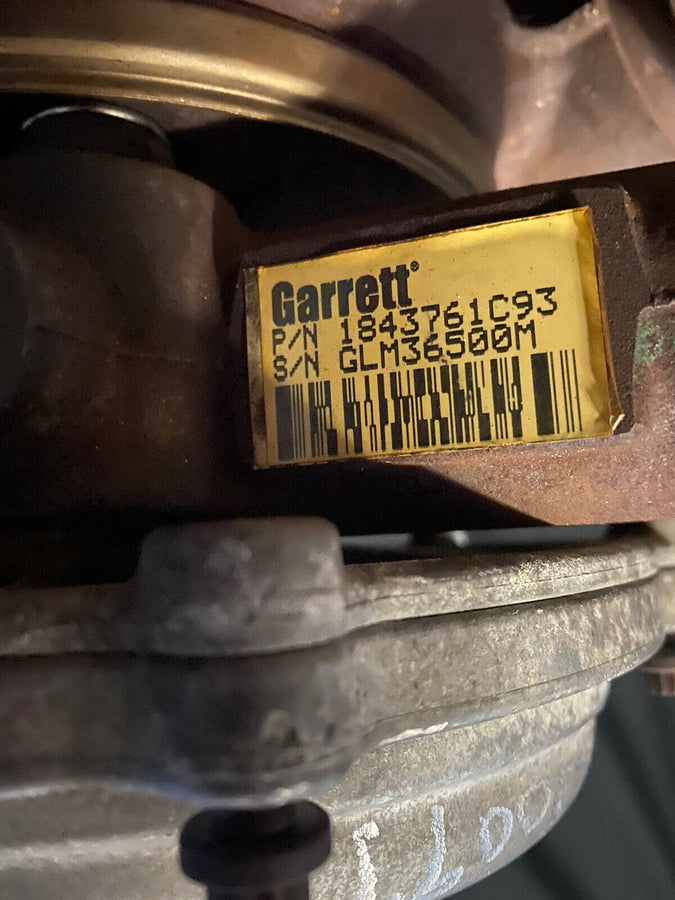 Garrett®
P/N 1843761C93
S/N GLM36500M